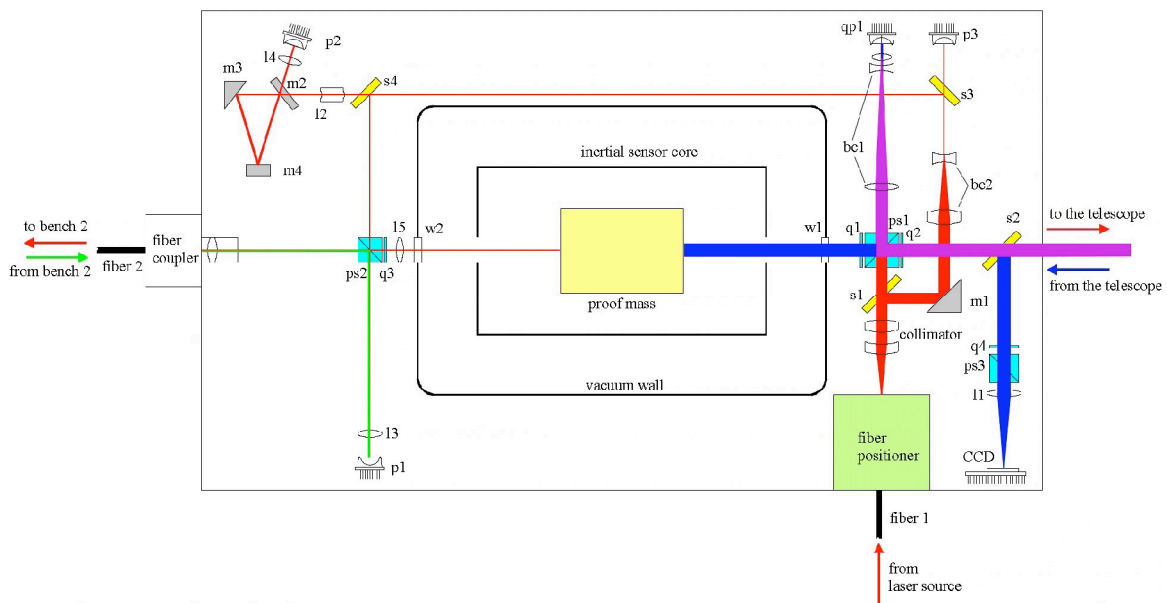 p2
qp1
p3
l4
m3
m2
s4
s3
l2
bc1
inertial sensor core
m4
bc2
to bench 2
from bench 2
fiber 2
fiber
coupler
l5
w2
w1
q1
ps1
q2
s2
to the telescope
from the telescope
ps2
q3
proof mass
s1
m1
collimator
q4
ps3
l1
vacuum wall
l3
p1
fiber
positioner
CCD
fiber 1
from
laser source